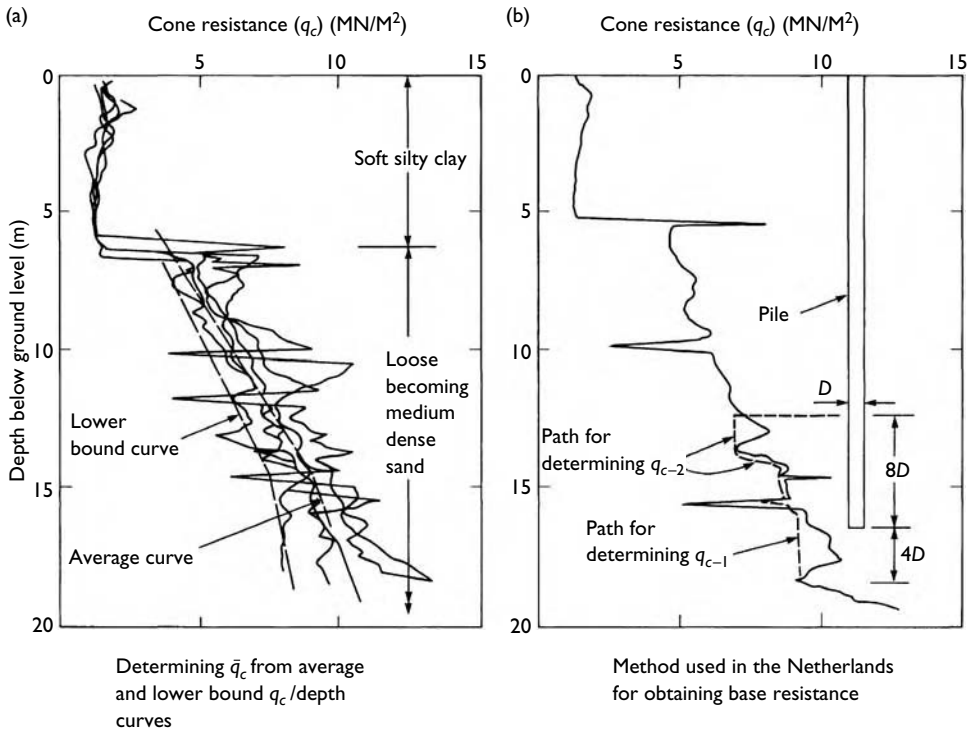 (a)
Cone resistance (q_c) (MN/M²)
5
10
15
0
5
10
15
20
Depth below ground level (m)
Soft silty clay
Loose
becoming
medium
dense
sand
Lower
bound curve
Average curve
Determining q̄_c from average
and lower bound q_c /depth
curves
(b)
Cone resistance (q_c) (MN/M²)
5
10
15
0
5
10
15
20
Pile
D
Path for
determining q_c–2
8D
Path for
determining q_c–1
4D
Method used in the Netherlands
for obtaining base resistance